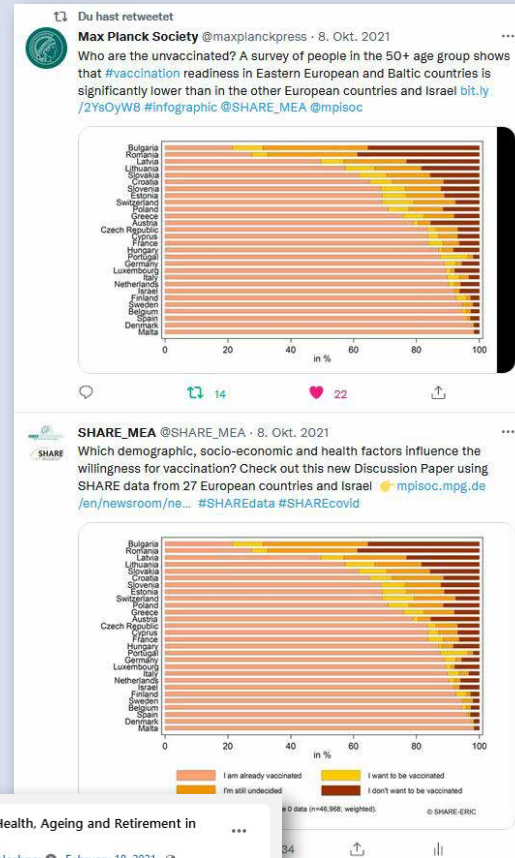 Du hast retweetet
Max Planck Society @maxplanckpress · 8. Okt. 2021
Who are the unvaccinated? A survey of people in the 50+ age group shows
that #vaccination readiness in Eastern European and Baltic countries is
significantly lower than in the other European countries and Israel bit.ly
/2YsOyW8 #infographic @SHARE_MEA @mpisoc
Bulgaria
Romania
Latvia
Lithuania
Slovakia
Croatia
Slovenia
Estonia
Switzerland
Poland
Greece
Austria
Czech Republic
Cyprus
France
Hungary
Portugal
Germany
Luxembourg
Italy
Netherlands
Israel
Finland
Sweden
Belgium
Spain
Denmark
Malta
0 20 40 60 80 100
in %
14 22
SHARE_MEA @SHARE_MEA · 8. Okt. 2021
SHARE
Which demographic, socio-economic and health factors influence the
willingness for vaccination? Check out this new Discussion Paper using
SHARE data from 27 European countries and Israel 👉 mpisoc.mpg.de
/en/newsroom/ne... #SHAREdata #SHAREcovid
Bulgaria
Romania
Latvia
Lithuania
Slovakia
Croatia
Slovenia
Estonia
Switzerland
Poland
Greece
Austria
Czech Republic
Cyprus
France
Hungary
Portugal
Germany
Luxembourg
Italy
Netherlands
Israel
Finland
Sweden
Belgium
Spain
Denmark
Malta
0 20 40 60 80 100
in %
I am already vaccinated I want to be vaccinated
I'm still undecided I don't want to be vaccinated
0 data (n=46,968; weighted). © SHARE-ERIC
Health, Ageing and Retirement in
34